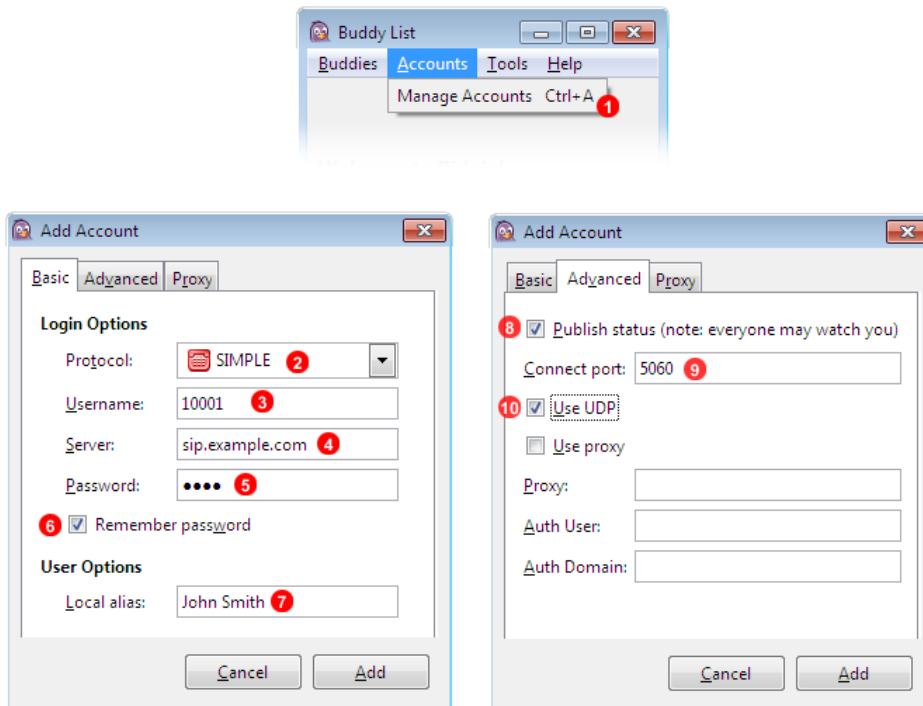 Buddy List
Buddies Accounts Tools Help
Manage Accounts Ctrl+A 1
Add Account
Basic Advanced Proxy
Login Options
Protocol: SIMPLE 2
Username: 10001 3
Server: sip.example.com 4
Password: •••• 5
6 Remember password
User Options
Local alias: John Smith 7
Cancel Add
Add Account
Basic Advanced Proxy
8 Publish status (note: everyone may watch you)
Connect port: 5060 9
10 Use UDP
Use proxy
Proxy:
Auth User:
Auth Domain:
Cancel Add